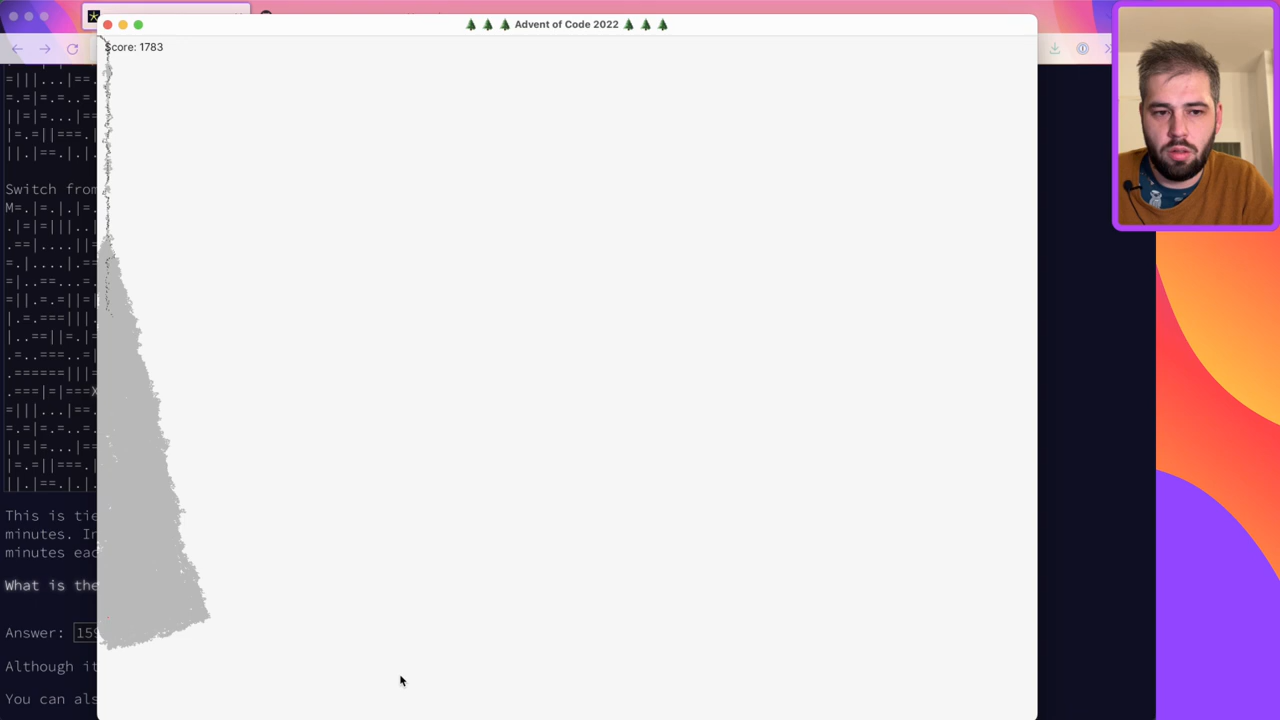 🌲 🌲 🌲 Advent of Code 2022 🌲 🌲 🌲
Score: 1783
=|||...|==
=.=|=.=..=
||=|=...|=
|=.=||===.|
||.|==.|.|.
Switch from
M=.|=.|.|=.
.|=|=|||..
.==|....||=
=.|....|.==
=|..==...=.
=||=.=||=|
|.=.===|||.
|..==||=.|
.=..===..=.
.======|||=
.===|=|===X
=|||...|==
=.=|=.=..=.
||=|=...|==
|=.=||===.
||.|==.|.|.
This is tie
minutes. In
minutes eac
What is the
Answer: 159
Although it
You can als